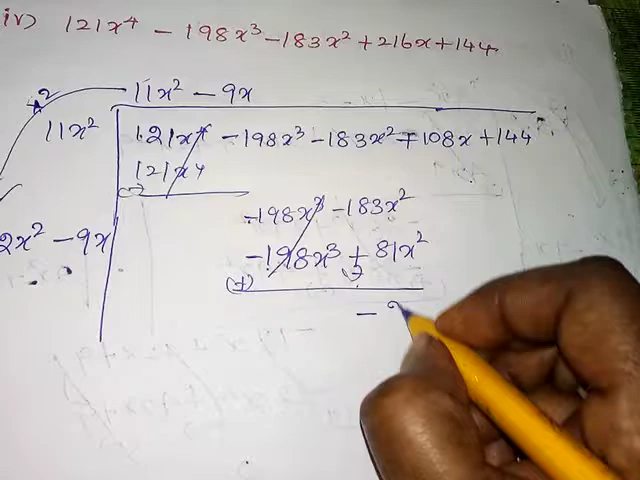 iv) 121x⁴ - 198x³ - 183x² + 216x + 144
11x² - 9x
11x² 121x⁴ - 198x³ - 183x² + 108x + 144
121x⁴
(-)
-198x³ - 183x²
2x² - 9x -198x³ + 81x²
(+) (-)
-